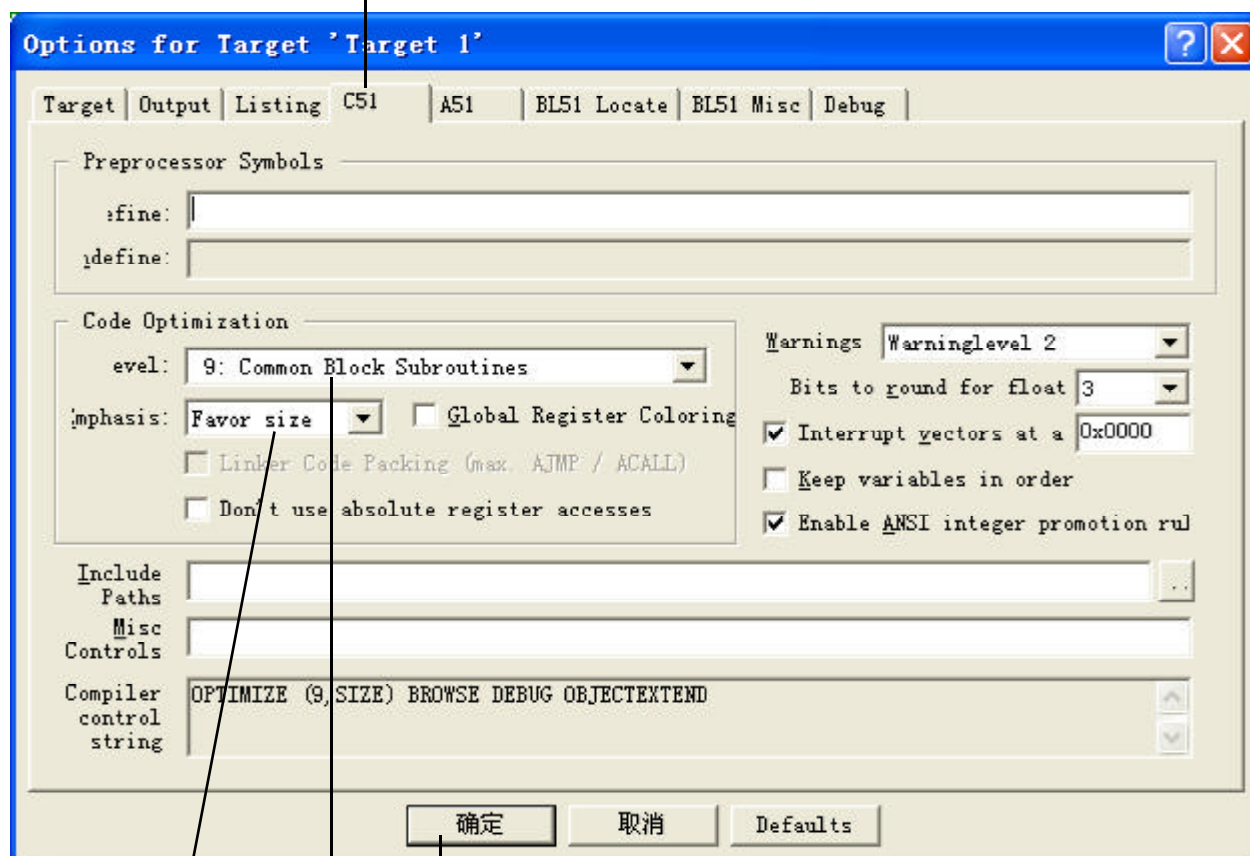 Options for Target 'Target 1'
Target Output Listing C51 A51 BL51 Locate BL51 Misc Debug
Preprocessor Symbols
efine:
define:
Code Optimization
evel: 9: Common Block Subroutines
mphasis: Favor size Global Register Coloring
Linker Code Packing (max. AJMP / ACALL)
Don't use absolute register accesses
Warnings Warninglevel 2
Bits to round for float 3
Interrupt vectors at a 0x0000
Keep variables in order
Enable ANSI integer promotion rul
Include
Paths
..
Misc
Controls
Compiler
control
string
OPTIMIZE (9,SIZE) BROWSE DEBUG OBJECTEXTEND
确定 取消 Defaults